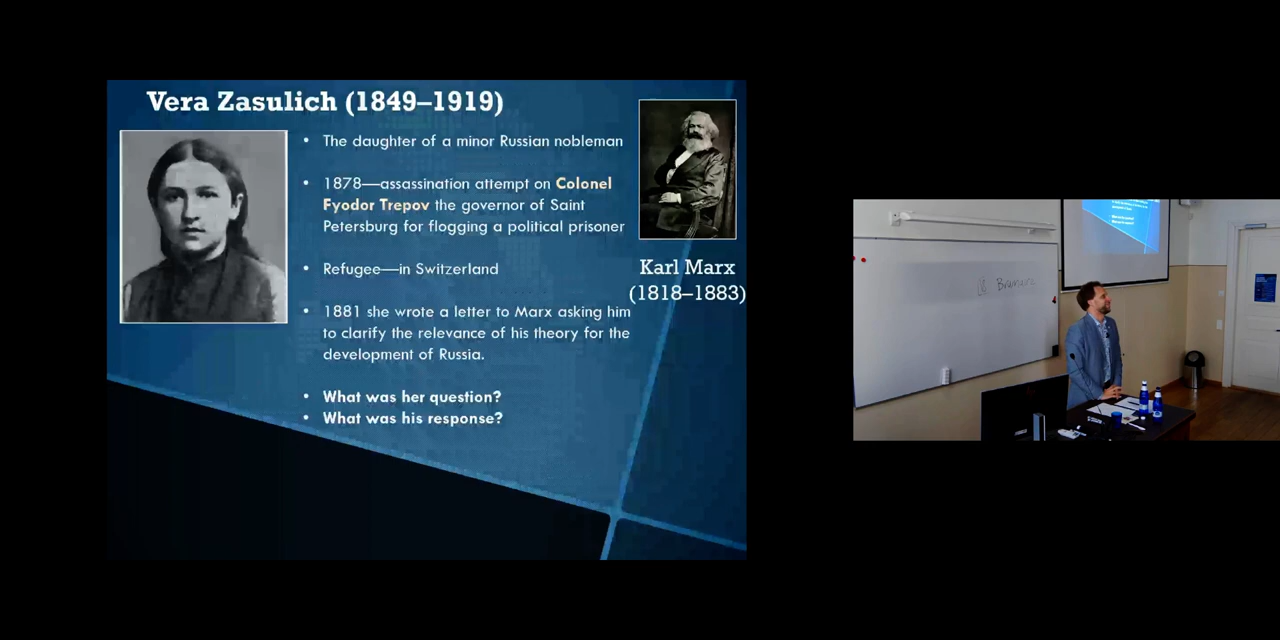 Vera Zasulich (1849–1919)
• The daughter of a minor Russian nobleman
• 1878—assassination attempt on Colonel
Fyodor Trepov the governor of Saint
Petersburg for flogging a political prisoner
• Refugee—in Switzerland
• 1881 she wrote a letter to Marx asking him
to clarify the relevance of his theory for the
development of Russia.
• What was her question?
• What was his response?
Karl Marx
(1818–1883)